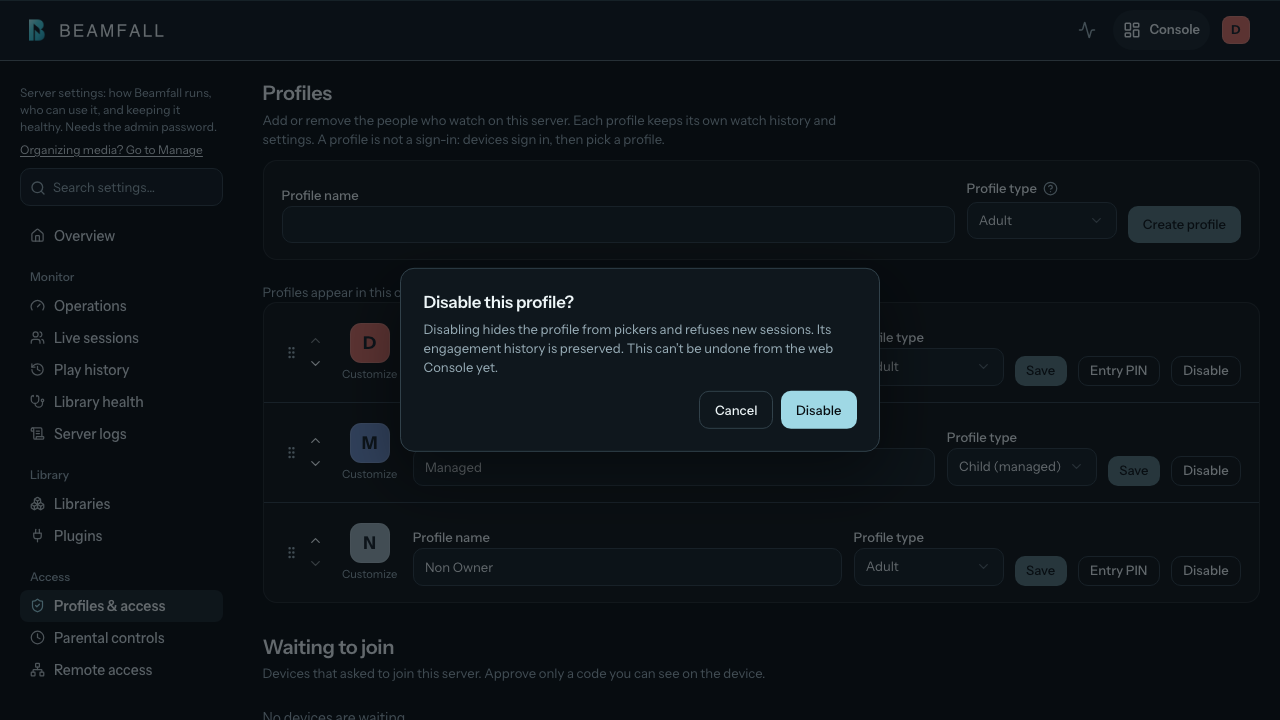 BEAMFALL
Console
D
Server settings: how Beamfall runs,
who can use it, and keeping it
healthy. Needs the admin password.
Organizing media? Go to Manage
Search settings...
Overview
Monitor
Operations
Live sessions
Play history
Library health
Server logs
Library
Libraries
Plugins
Access
Profiles & access
Parental controls
Remote access
Profiles
Add or remove the people who watch on this server. Each profile keeps its own watch history and
settings. A profile is not a sign-in: devices sign in, then pick a profile.
Profile name
Profile type
Adult
Create profile
Profiles appear in this
D
Customize
Save
Entry PIN
Disable
Disable this profile?
Disabling hides the profile from pickers and refuses new sessions. Its
engagement history is preserved. This can't be undone from the web
Console yet.
Cancel
Disable
M
Customize
Managed
Profile type
Child (managed)
Save
Disable
N
Customize
Profile name
Non Owner
Profile type
Adult
Save
Entry PIN
Disable
Waiting to join
Devices that asked to join this server. Approve only a code you can see on the device.
No devices are waiting